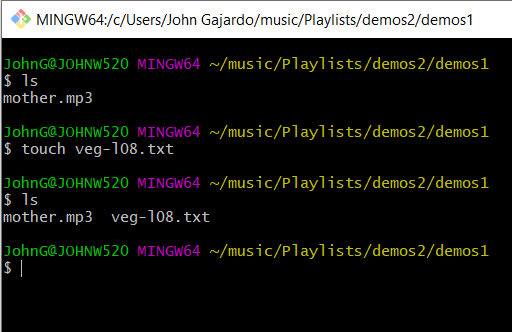 MINGW64:/c/Users/John Gajardo/music/Playlists/demos2/demos1
JohnG@JOHNW520 MINGW64 ~/music/Playlists/demos2/demos1
$ ls
mother.mp3
JohnG@JOHNW520 MINGW64 ~/music/Playlists/demos2/demos1
$ touch veg-l08.txt
JohnG@JOHNW520 MINGW64 ~/music/Playlists/demos2/demos1
$ ls
mother.mp3  veg-l08.txt
JohnG@JOHNW520 MINGW64 ~/music/Playlists/demos2/demos1
$